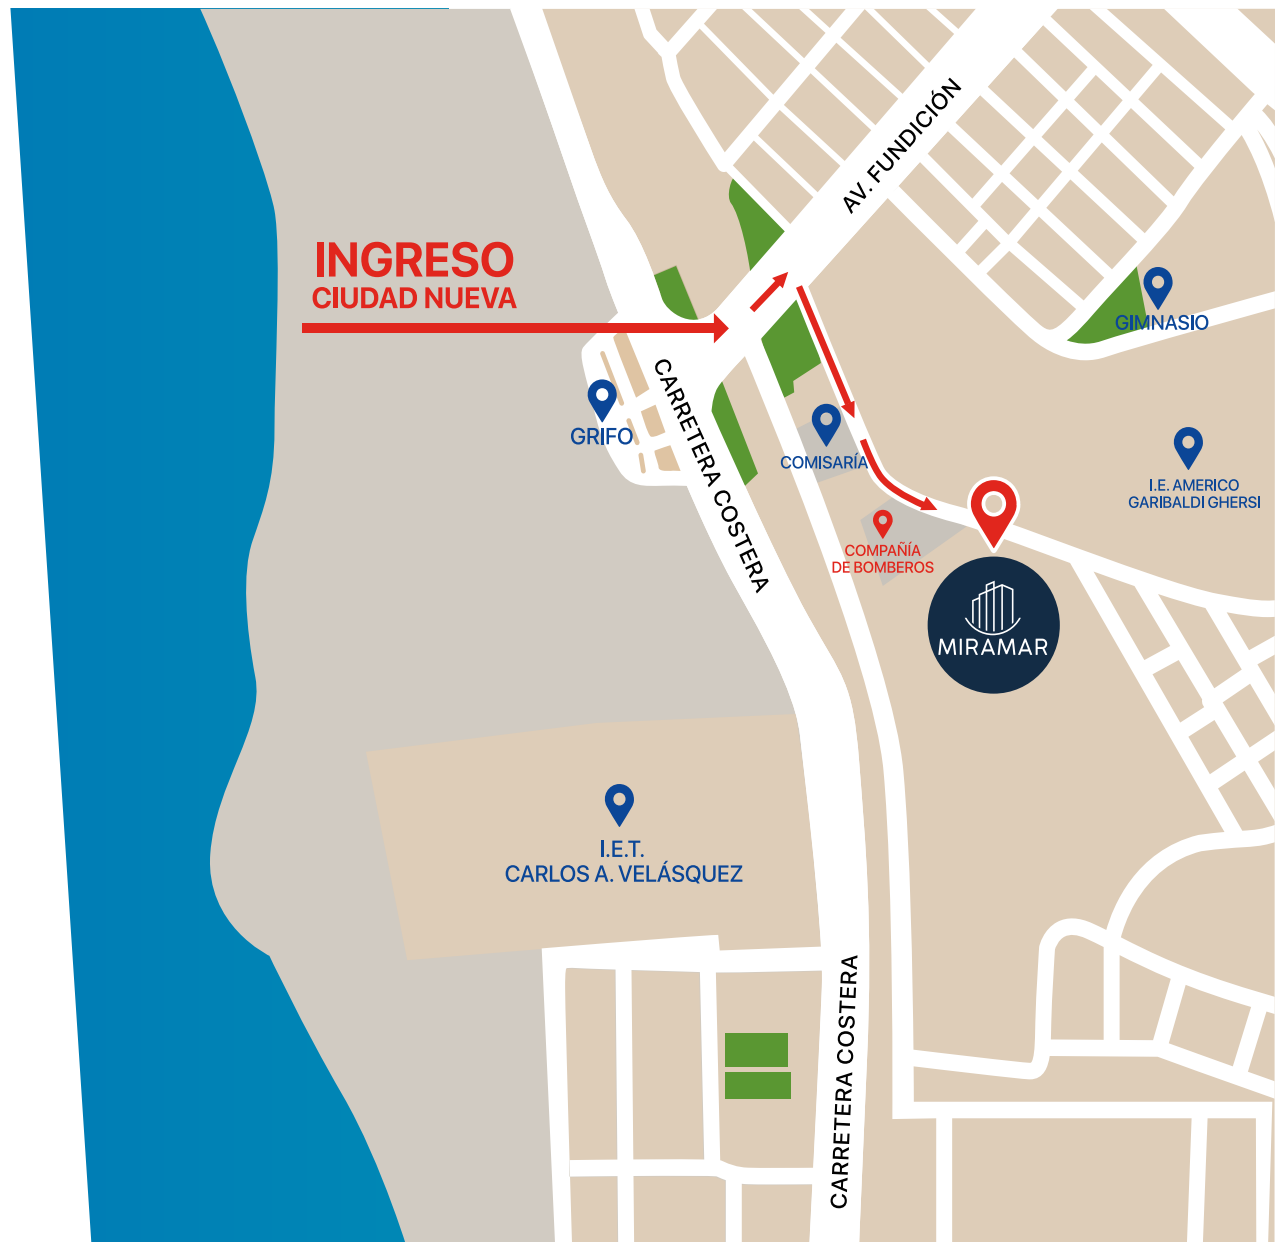 AV. FUNDICIÓN
INGRESO
CIUDAD NUEVA
GIMNASIO
GRIFO
CARRETERA COSTERA
COMISARÍA
I.E. AMERICO
GARIBALDI GHERSI
COMPAÑÍA
DE BOMBEROS
MIRAMAR
I.E.T.
CARLOS A. VELÁSQUEZ
CARRETERA COSTERA